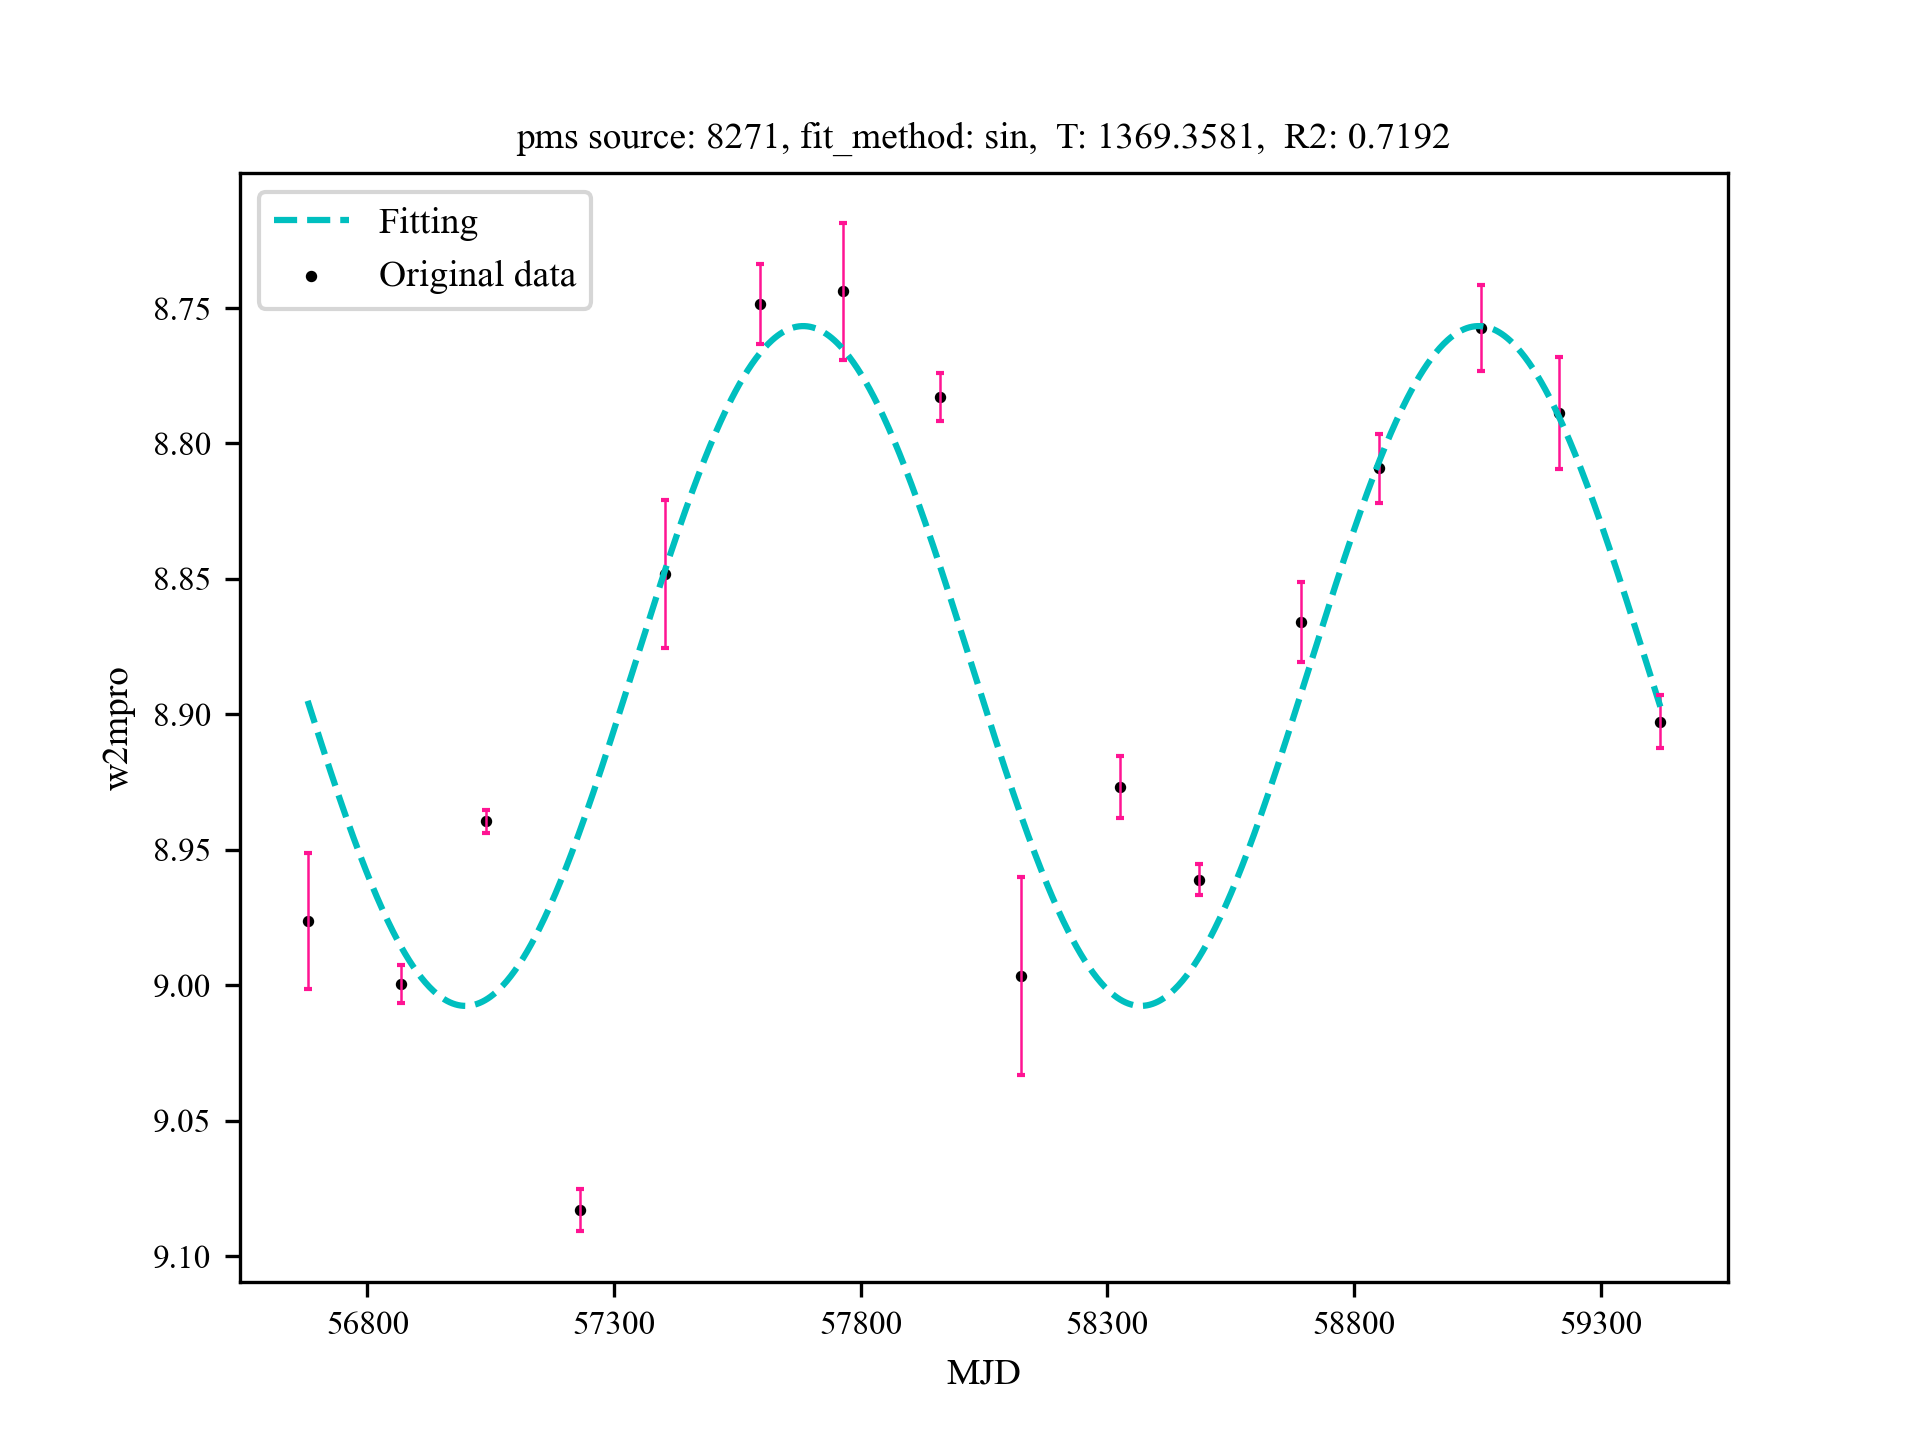 pms source: 8271, fit_method: sin,  T: 1369.3581,  R2: 0.7192
Fitting
Original data
8.75
8.80
8.85
8.90
8.95
9.00
9.05
9.10
w2mpro
56800 57300 57800 58300 58800 59300
MJD